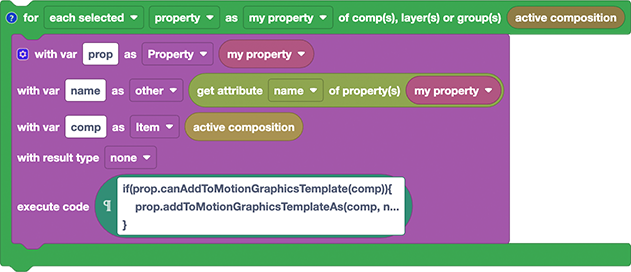 ? for each selected property as my property of comp(s), layer(s) or group(s) active composition
with var prop as Property my property
with var name as other get attribute name of property(s) my property
with var comp as Item active composition
with result type none
if(prop.canAddToMotionGraphicsTemplate(comp)){
execute code ¶ prop.addToMotionGraphicsTemplateAs(comp, n...
}